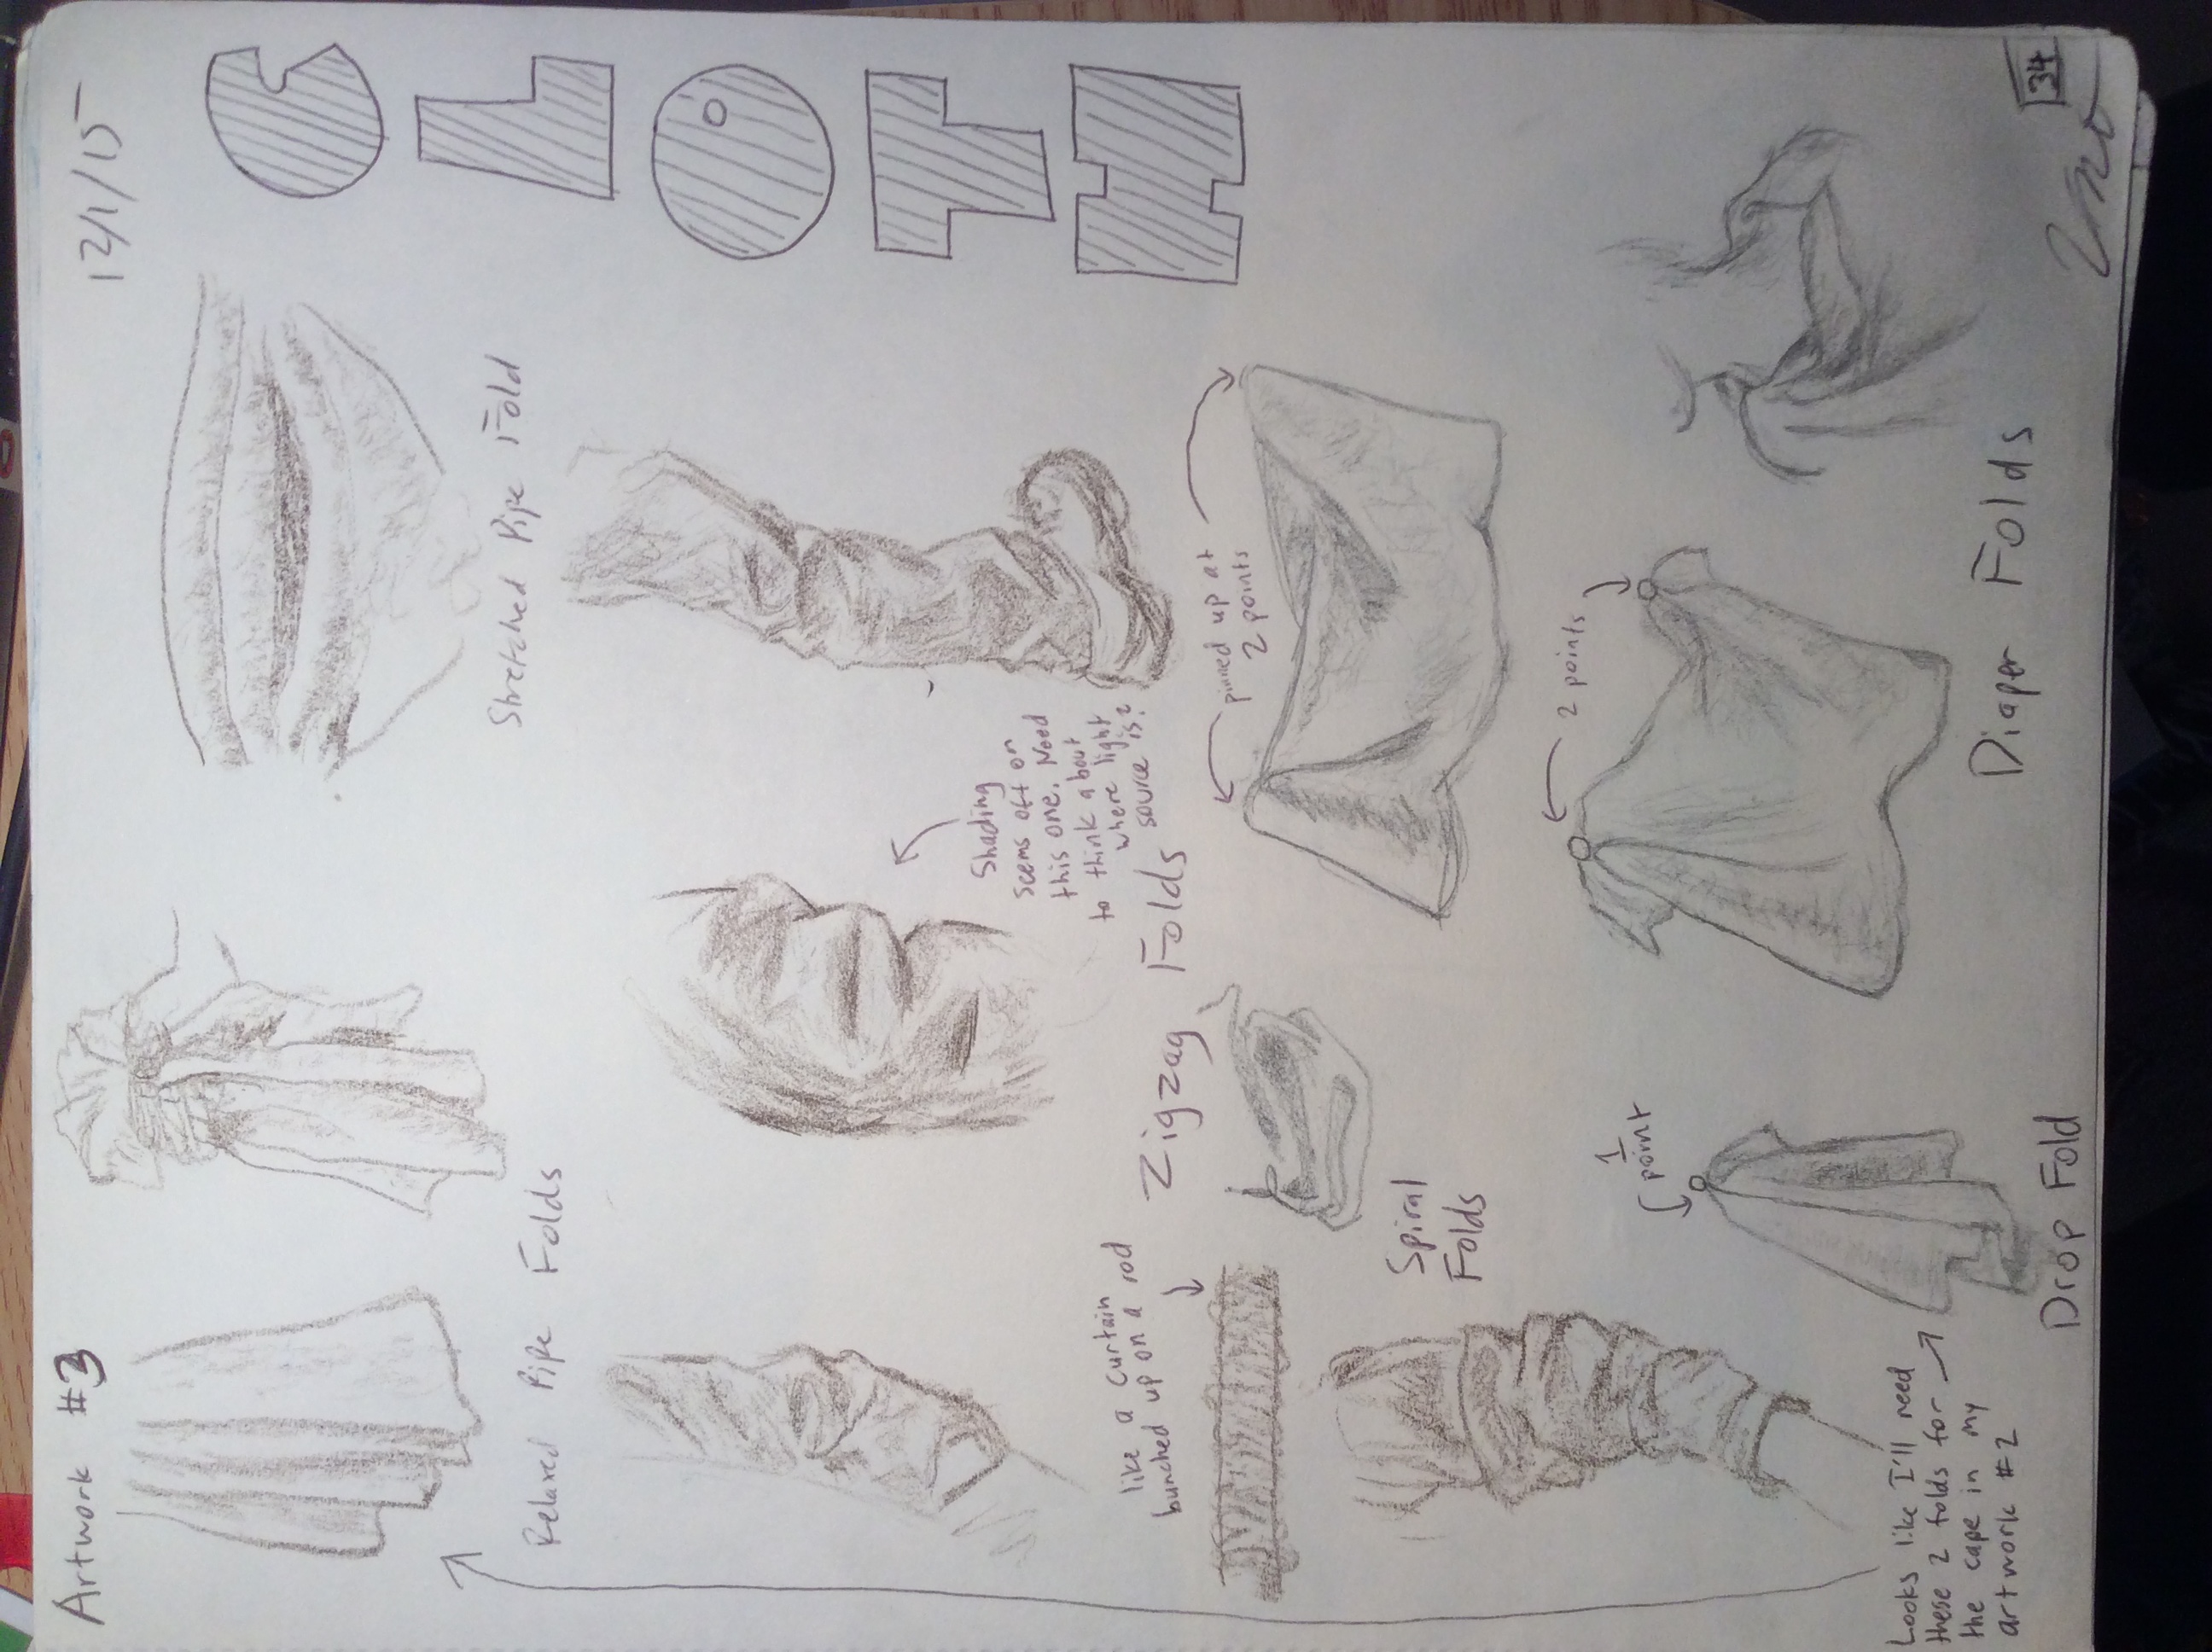 Artwork #3
12/1/15
CLOTH
Relaxed Pipe Folds
Stretched Pipe Fold
Shading
seems off on
this one. Need
to think about
where light
source is?
Zigzag Folds
like a curtain
bunched up on a rod
Spiral
Folds
pinned up at
2 points
1
point
2 points
Looks like I'll need
these 2 folds for
the cape in my
artwork #2
Drop Fold
Diaper Folds
34